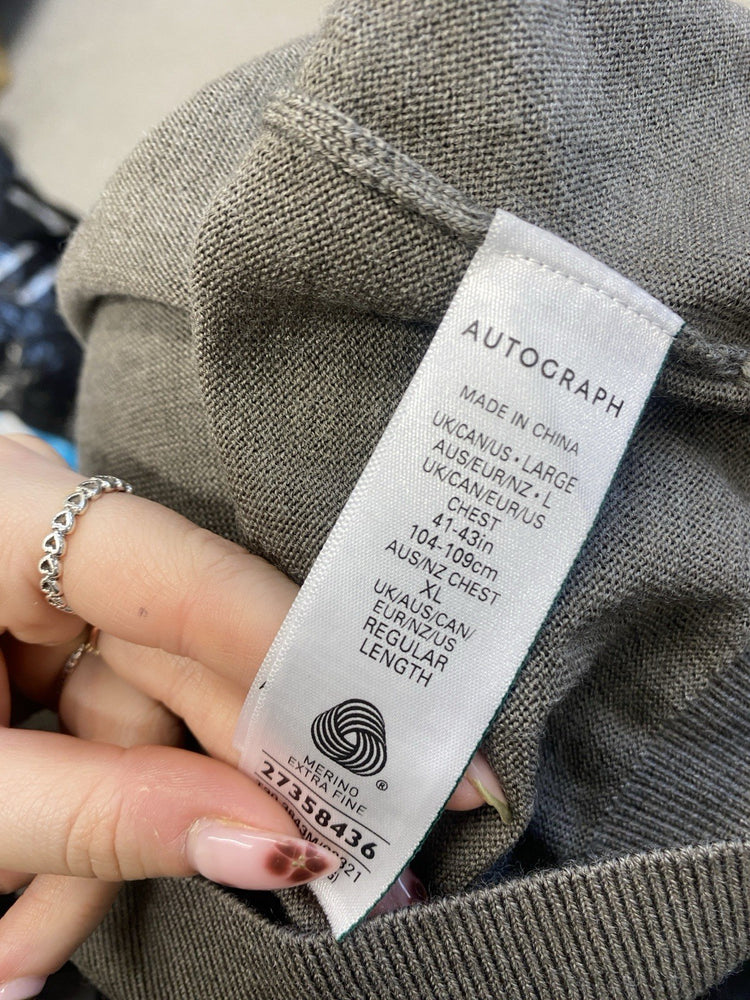 AUTOGRAPH
MADE IN CHINA
UK/CAN/US • LARGE
AUS/EUR/NZ • L
UK/CAN/EUR/US
CHEST
41-43in
104-109cm
AUS/NZ CHEST
XL
UK/AUS/CAN/
EUR/NZ/US
REGULAR
LENGTH
MERINO
EXTRA FINE ®
27358436